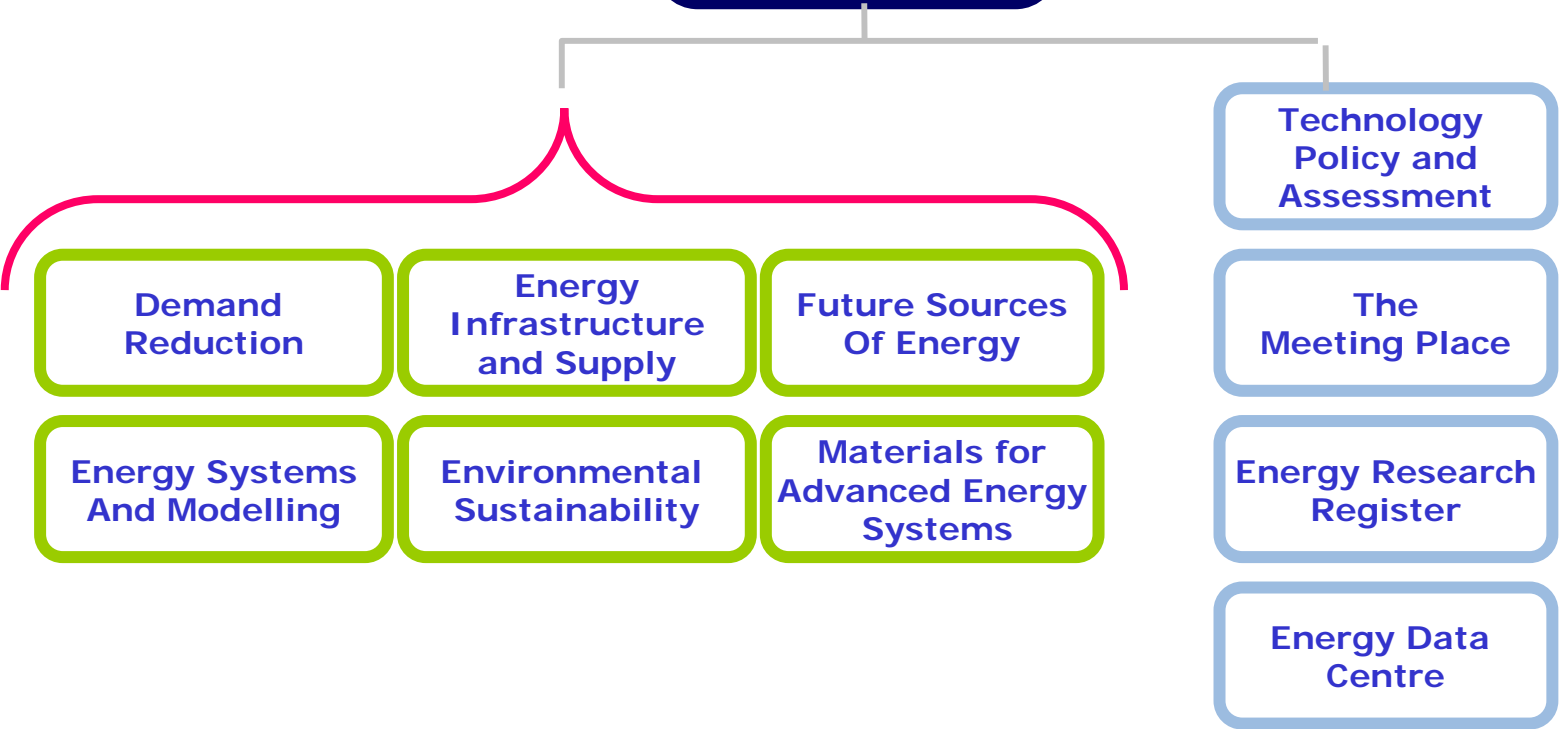 Technology
Policy and
Assessment
Demand
Reduction
Energy
Infrastructure
and Supply
Future Sources
Of Energy
The
Meeting Place
Energy Systems
And Modelling
Environmental
Sustainability
Materials for
Advanced Energy
Systems
Energy Research
Register
Energy Data
Centre